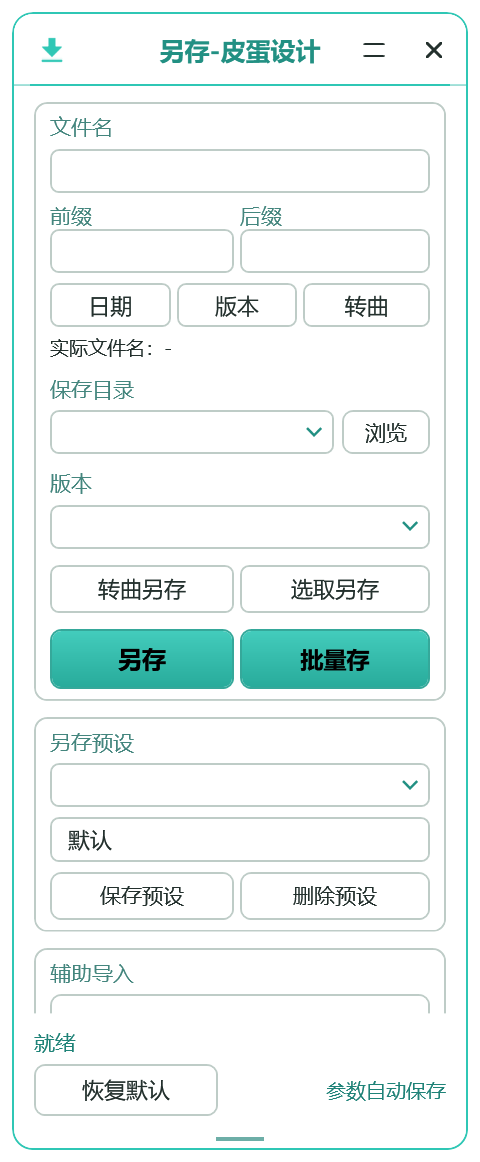 另存-皮蛋设计
文件名
前缀 后缀
日期 版本 转曲
实际文件名：-
保存目录
浏览
版本
转曲另存 选取另存
另存 批量存
另存预设
默认
保存预设 删除预设
辅助导入
就绪
恢复默认 参数自动保存